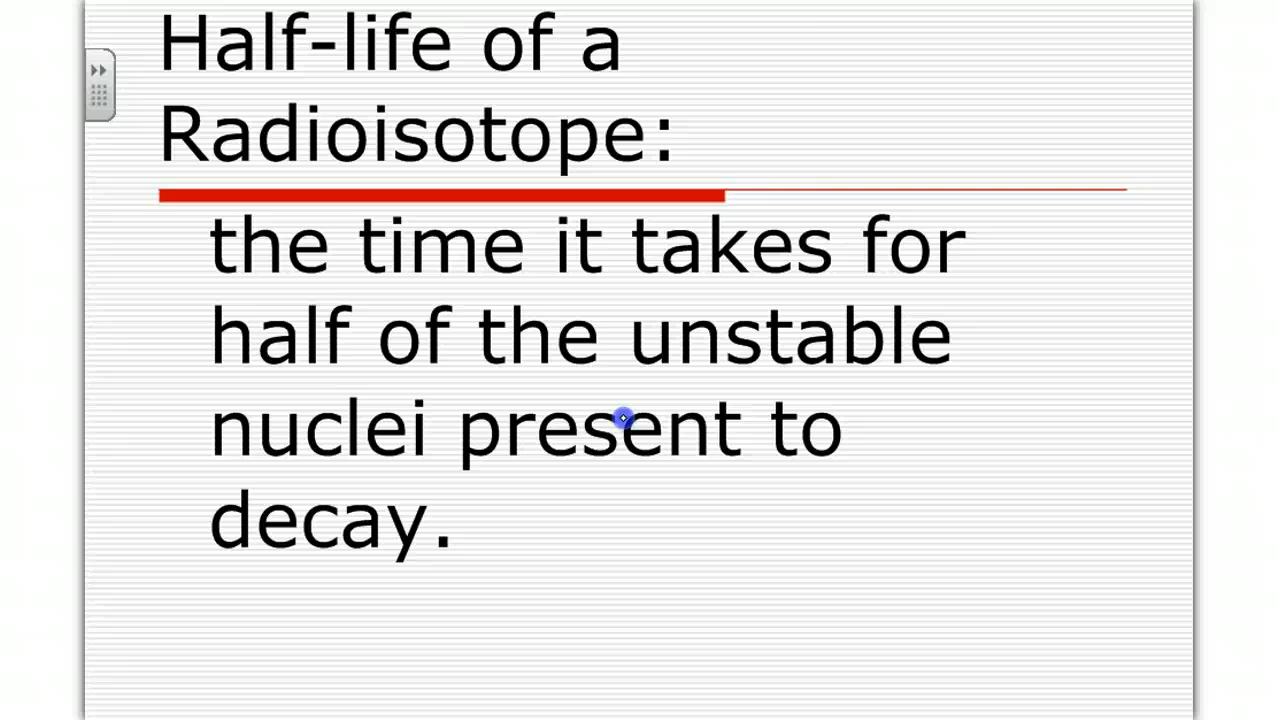 Half-life of a
Radioisotope:
the time it takes for
half of the unstable
nuclei present to
decay.